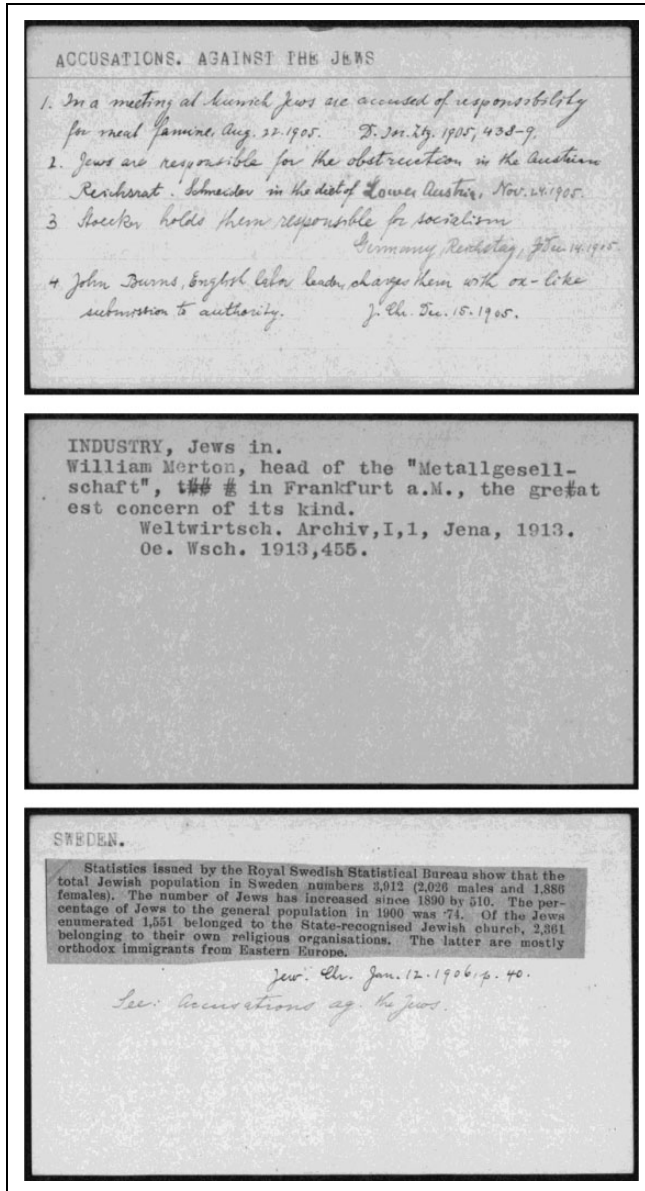 ACCUSATIONS. AGAINST THE JEWS
1. In a meeting at Munich Jews are accused of responsibility
for meat famine, Aug. 22. 1905. D. Isr. Ztg. 1905, 438-9.
2. Jews are responsible for the obstruction in the Austrian
Reichsrat. Schneider in the diet of Lower Austria, Nov. 24. 1905.
3 Stoecker holds them responsible for socialism
Germany, Reichstag, Dec. 14. 1905.
4. John Burns, English labor leader, charges them with ox-like
submission to authority. J. Chr. Dec. 15. 1905.
INDUSTRY, Jews in.
William Merton, head of the "Metallgesell-
schaft", in Frankfurt a.M., the great
est concern of its kind.
Weltwirtsch. Archiv,I,1, Jena, 1913.
Oe. Wsch. 1913,455.
SWEDEN.
Statistics issued by the Royal Swedish Statistical Bureau show that the
total Jewish population in Sweden numbers 3,912 (2,026 males and 1,886
females). The number of Jews has increased since 1890 by 510. The per-
centage of Jews to the general population in 1900 was ·74. Of the Jews
enumerated 1,551 belonged to the State-recognised Jewish church, 2,361
belonging to their own religious organisations. The latter are mostly
orthodox immigrants from Eastern Europe.
Jew. Chr. Jan. 12. 1906, p. 40.
See: Accusations ag. the Jews.